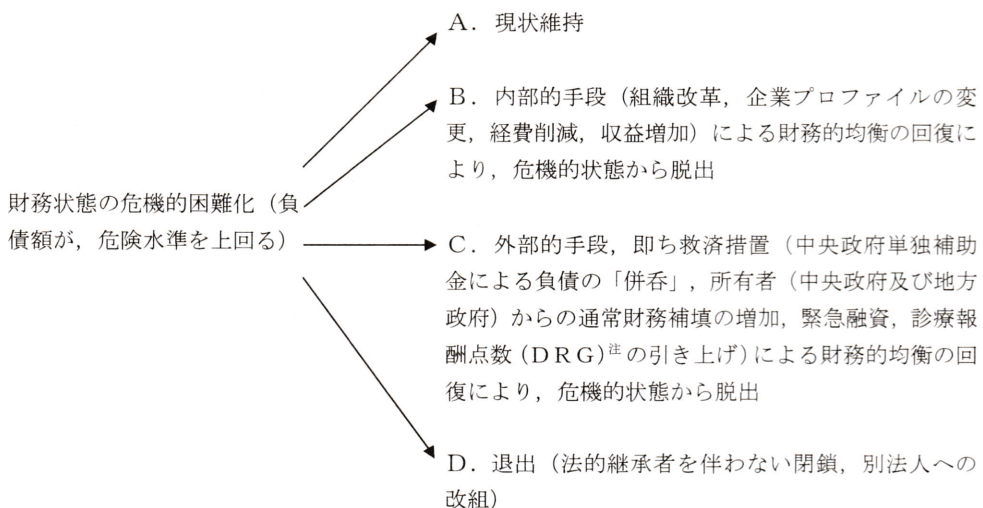 A．現状維持
B．内部的手段（組織改革，企業プロファイルの変
更，経費削減，収益増加）による財務的均衡の回復に
より，危機的状態から脱出
財務状態の危機的困難化（負
債額が，危険水準を上回る）
C．外部的手段，即ち救済措置（中央政府単独補助
金による負債の「併呑」，所有者（中央政府及び地方
政府）からの通常財務補填の増加，緊急融資，診療報
酬点数（DRG）注の引き上げ）による財務的均衡の回
復により，危機的状態から脱出
D．退出（法的継承者を伴わない閉鎖，別法人への
改組）